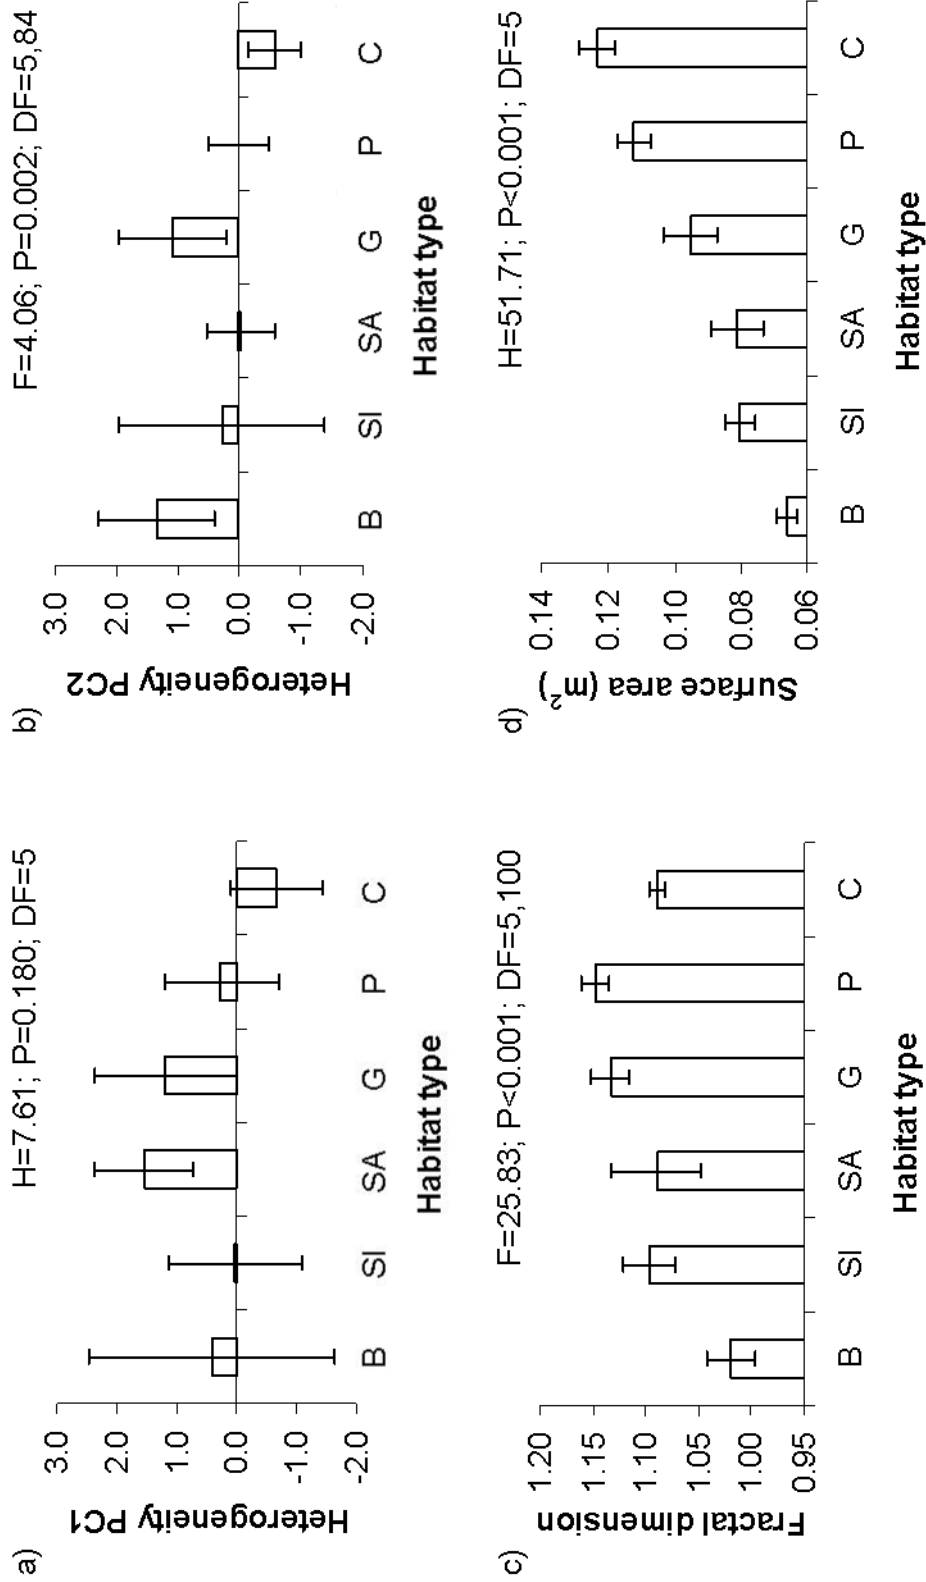 a)
H=7.61; P=0.180; DF=5
Heterogeneity PC1
3.0
2.0
1.0
0.0
-1.0
-2.0
B SI SA G P C
Habitat type
b)
F=4.06; P=0.002; DF=5,84
Heterogeneity PC2
3.0
2.0
1.0
0.0
-1.0
-2.0
B SI SA G P C
Habitat type
c)
F=25.83; P<0.001; DF=5,100
Fractal dimension
1.20
1.15
1.10
1.05
1.00
0.95
B SI SA G P C
Habitat type
d)
H=51.71; P<0.001; DF=5
Surface area (m²)
0.14
0.12
0.10
0.08
0.06
B SI SA G P C
Habitat type